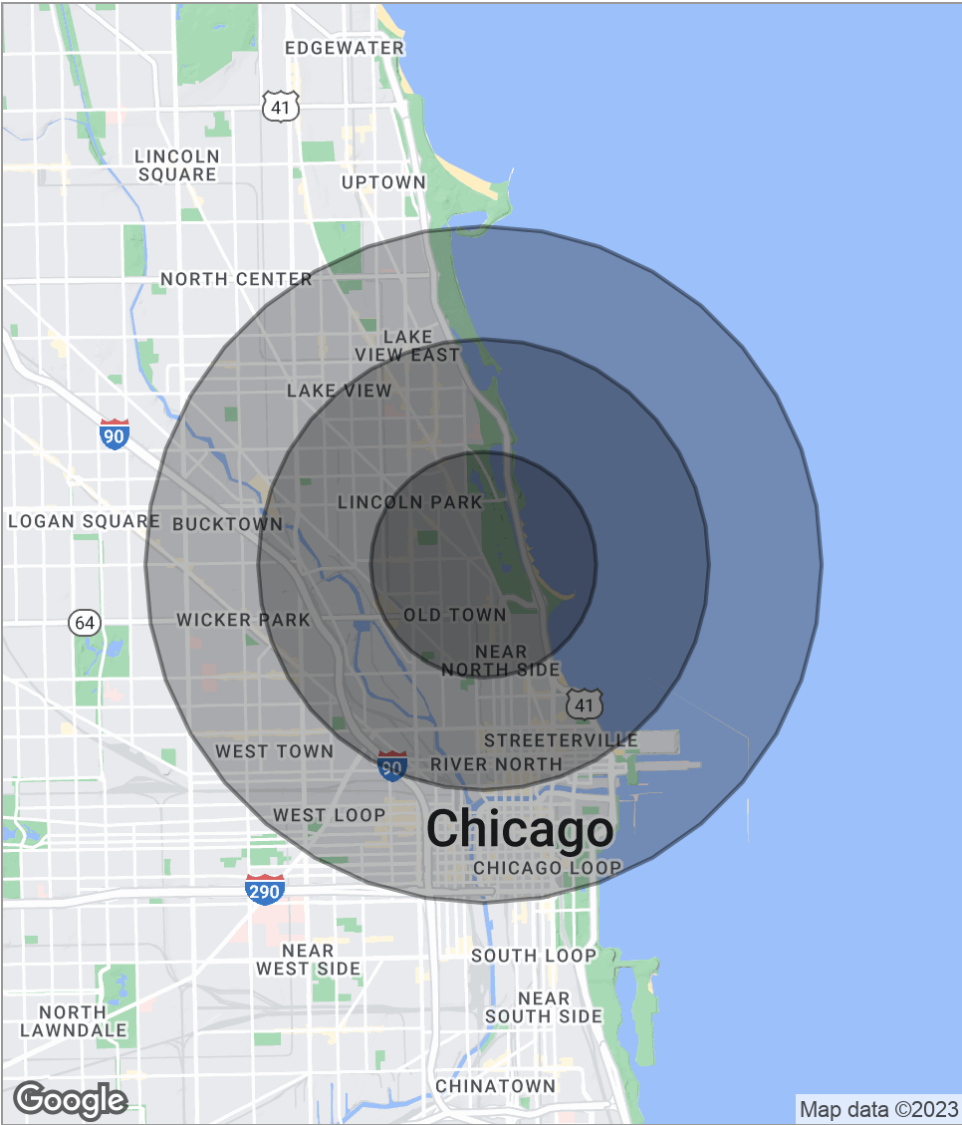 EDGEWATER
41
LINCOLN
SQUARE
UPTOWN
NORTH CENTER
LAKE
VIEW EAST
LAKE VIEW
90
LINCOLN PARK
LOGAN SQUARE
BUCKTOWN
64
WICKER PARK
OLD TOWN
NEAR
NORTH SIDE
41
STREETERVILLE
WEST TOWN
90
RIVER NORTH
WEST LOOP
Chicago
CHICAGO LOOP
290
NEAR
WEST SIDE
SOUTH LOOP
NORTH
LAWNDALE
NEAR
SOUTH SIDE
CHINATOWN
Google
Map data ©2023